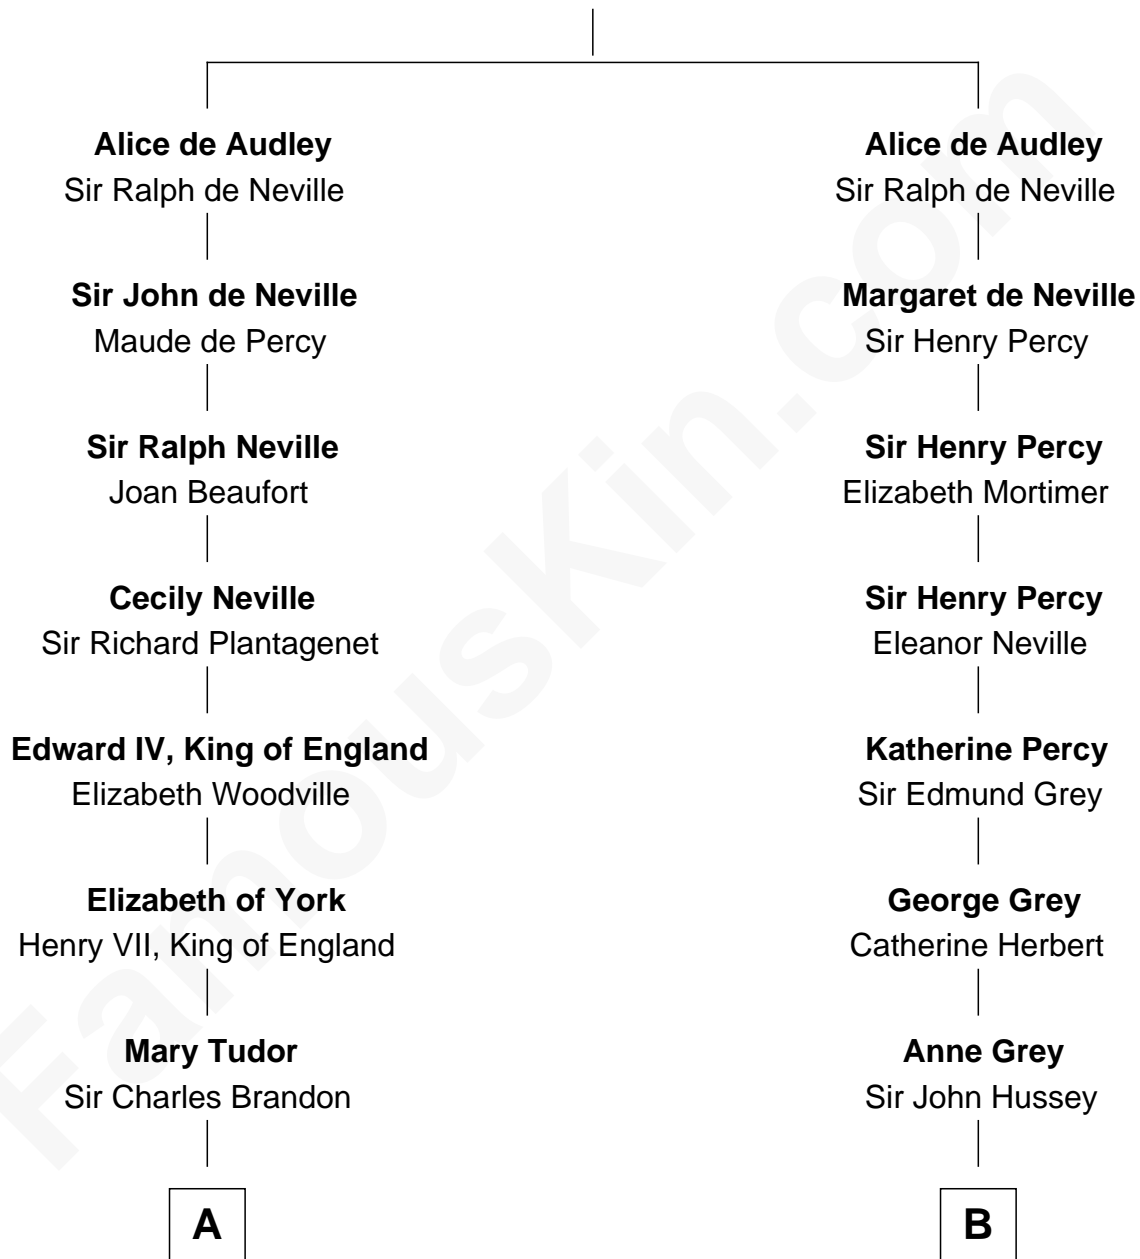 Alice de Audley
Sir Ralph de Neville
Sir John de Neville
Maude de Percy
Sir Ralph Neville
Joan Beaufort
Cecily Neville
Sir Richard Plantagenet
Edward IV, King of England
Elizabeth Woodville
Elizabeth of York
Henry VII, King of England
Mary Tudor
Sir Charles Brandon
A
Alice de Audley
Sir Ralph de Neville
Margaret de Neville
Sir Henry Percy
Sir Henry Percy
Elizabeth Mortimer
Sir Henry Percy
Eleanor Neville
Katherine Percy
Sir Edmund Grey
George Grey
Catherine Herbert
Anne Grey
Sir John Hussey
B
FamousKin.com